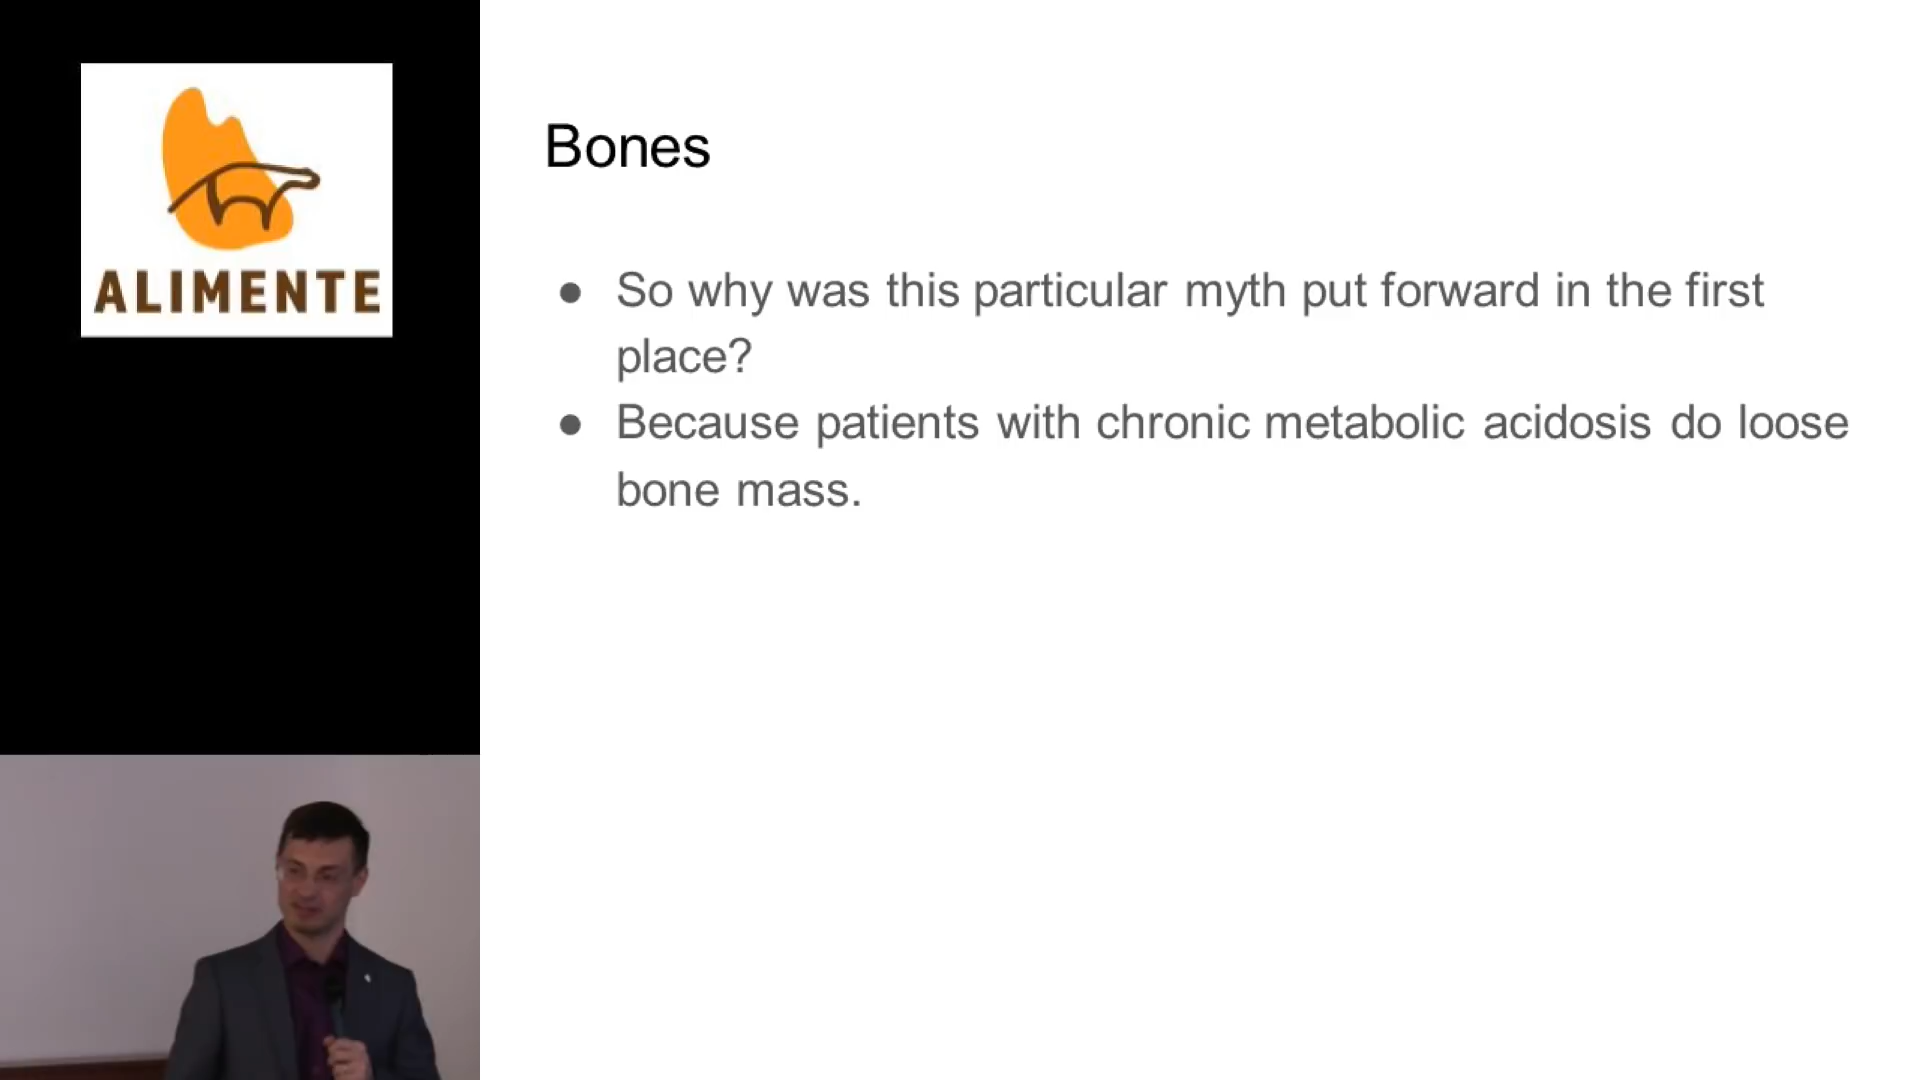 ALIMENTE
Bones
● So why was this particular myth put forward in the first
place?
● Because patients with chronic metabolic acidosis do loose
bone mass.